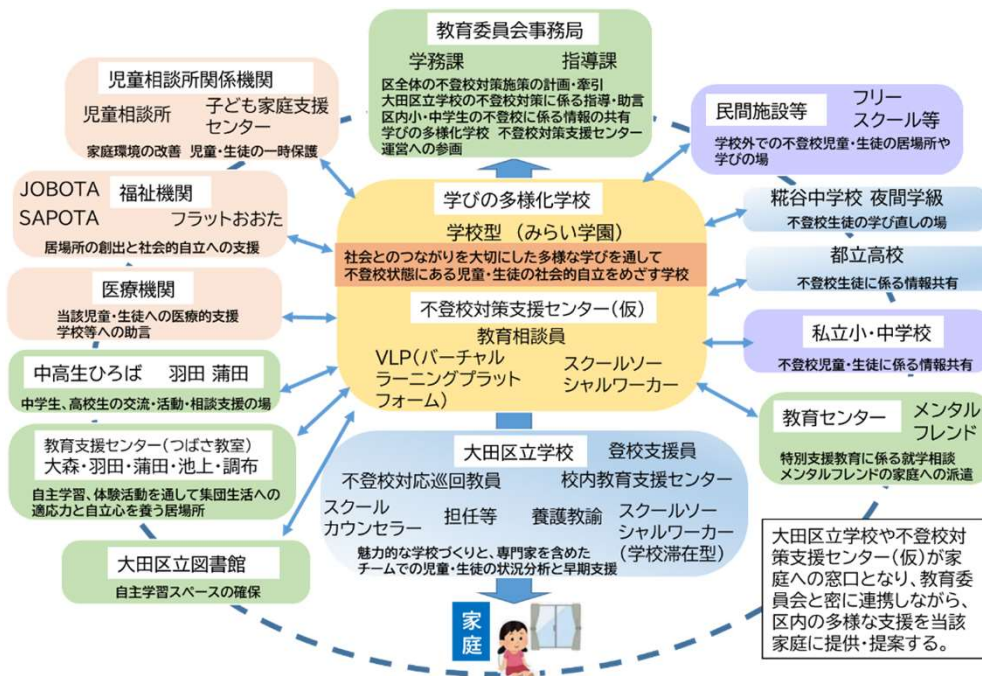 教育委員会事務局
学務課　指導課
区全体の不登校対策施策の計画・牽引
大田区立学校の不登校対策に係る指導・助言
区内小・中学生の不登校に係る情報の共有
学びの多様化学校　不登校対策支援センター
運営への参画
児童相談所関係機関
児童相談所
子ども家庭支援
センター
家庭環境の改善　児童・生徒の一時保護
JOBOTA
SAPOTA
福祉機関
フラットおおた
居場所の創出と社会的自立への支援
医療機関
当該児童・生徒への医療的支援
学校等への助言
中高生ひろば　羽田 蒲田
中学生、高校生の交流・活動・相談支援の場
教育支援センター(つばさ教室)
大森・羽田・蒲田・池上・調布
自主学習、体験活動を通して集団生活への
適応力と自立心を養う居場所
大田区立図書館
自主学習スペースの確保
学びの多様化学校
学校型　(みらい学園)
社会とのつながりを大切にした多様な学びを通して
不登校状態にある児童・生徒の社会的自立をめざす学校
不登校対策支援センター(仮)
教育相談員
VLP(バーチャル
ラーニングプラット
フォーム)
スクールソー
シャルワーカー
大田区立学校
登校支援員
不登校対応巡回教員
校内教育支援センター
スクール
カウンセラー
担任等
養護教諭
スクールソー
シャルワーカー
(学校滞在型)
魅力的な学校づくりと、専門家を含めた
チームでの児童・生徒の状況分析と早期支援
家庭
民間施設等
フリー
スクール等
学校外での不登校児童・生徒の居場所や
学びの場
糀谷中学校 夜間学級
不登校生徒の学び直しの場
都立高校
不登校生徒に係る情報共有
私立小・中学校
不登校児童・生徒に係る情報共有
教育センター
メンタル
フレンド
特別支援教育に係る就学相談
メンタルフレンドの家庭への派遣
大田区立学校や不登校対
策支援センター(仮)が家
庭への窓口となり、教育委
員会と密に連携しながら、
区内の多様な支援を当該
家庭に提供・提案する。